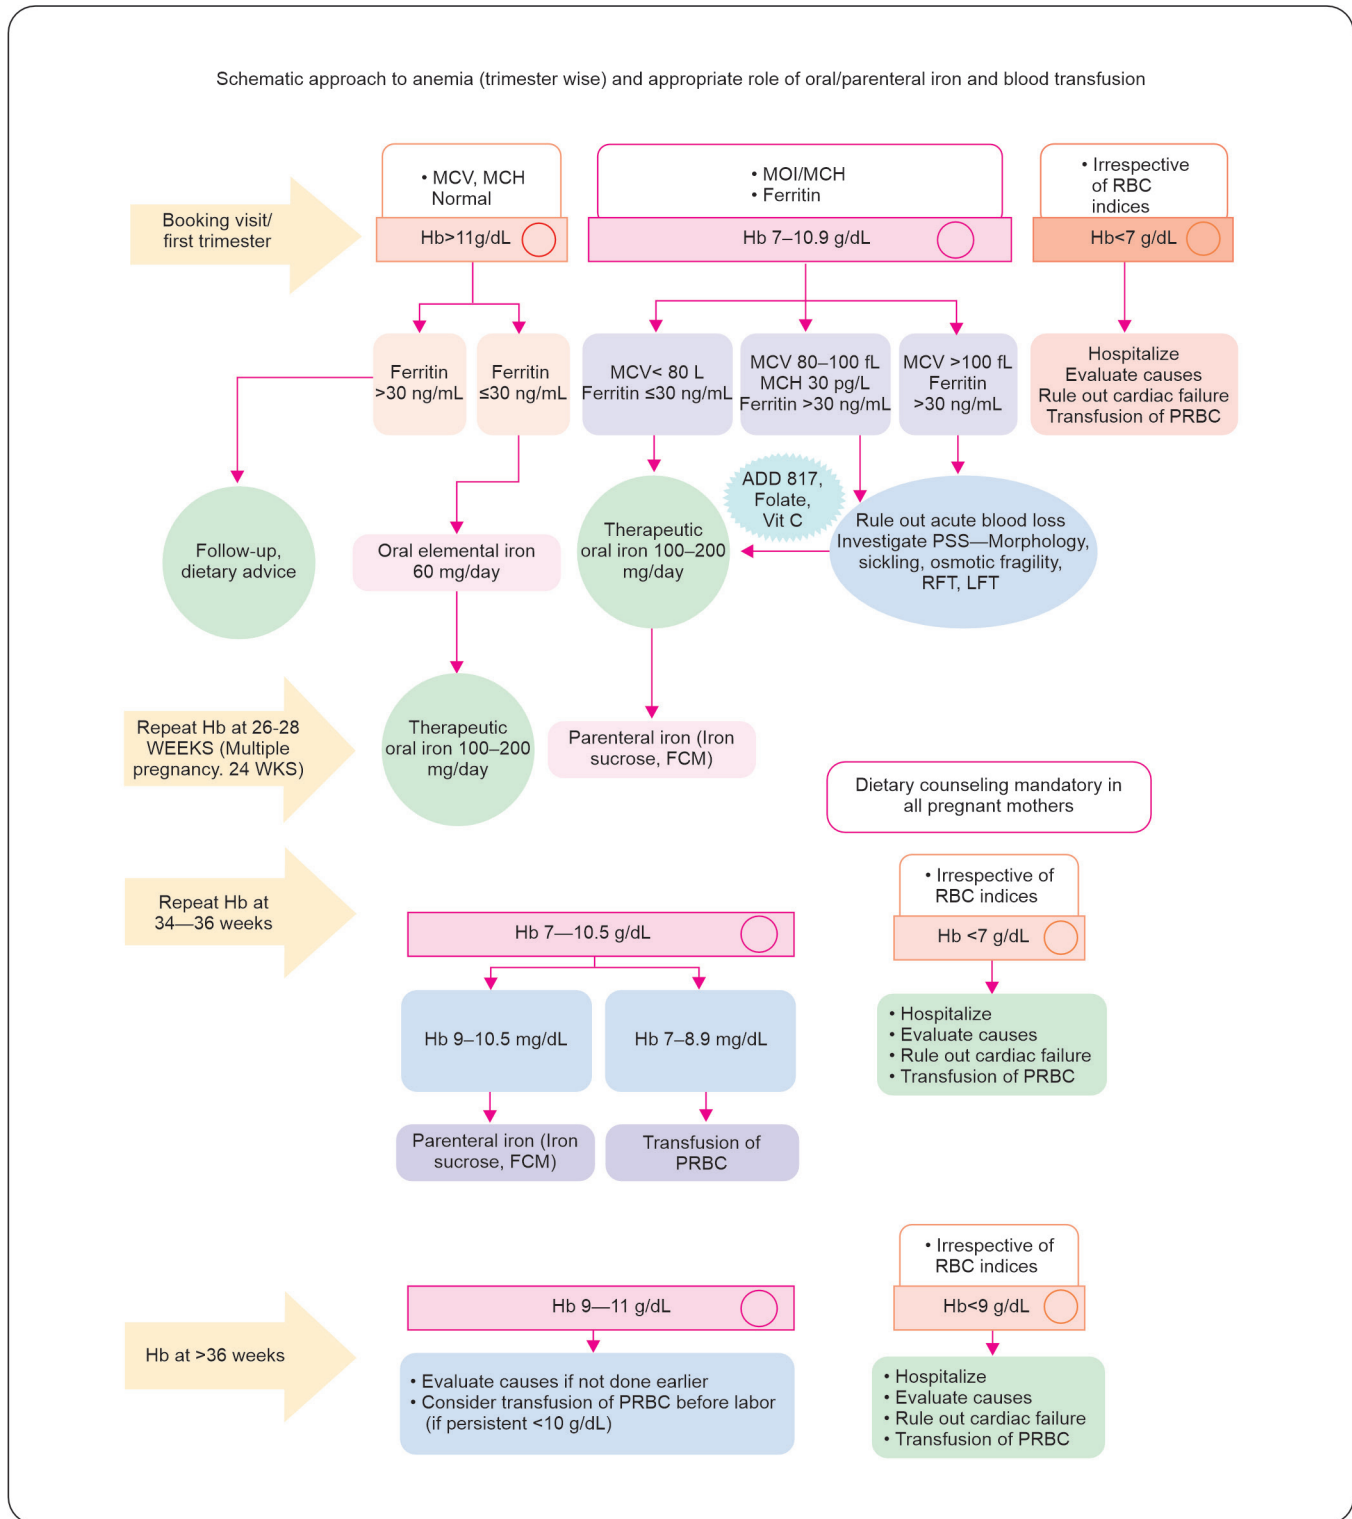 Schematic approach to anemia (trimester wise) and appropriate role of oral/parenteral iron and blood transfusion
Booking visit/
first trimester
• MCV, MCH
Normal
Hb>11g/dL
• MOI/MCH
• Ferritin
Hb 7–10.9 g/dL
• Irrespective
of RBC
indices
Hb<7 g/dL
Ferritin
>30 ng/mL
Ferritin
≤30 ng/mL
MCV< 80 L
Ferritin ≤30 ng/mL
MCV 80–100 fL
MCH 30 pg/L
Ferritin >30 ng/mL
MCV >100 fL
Ferritin
>30 ng/mL
Hospitalize
Evaluate causes
Rule out cardiac failure
Transfusion of PRBC
Follow-up,
dietary advice
Oral elemental iron
60 mg/day
Therapeutic
oral iron 100–200
mg/day
ADD 817,
Folate,
Vit C
Rule out acute blood loss
Investigate PSS—Morphology,
sickling, osmotic fragility,
RFT, LFT
Repeat Hb at 26-28
WEEKS (Multiple
pregnancy. 24 WKS)
Therapeutic
oral iron 100–200
mg/day
Parenteral iron (Iron
sucrose, FCM)
Dietary counseling mandatory in
all pregnant mothers
Repeat Hb at
34—36 weeks
Hb 7—10.5 g/dL
• Irrespective of
RBC indices
Hb <7 g/dL
Hb 9–10.5 mg/dL
Hb 7–8.9 mg/dL
• Hospitalize
• Evaluate causes
• Rule out cardiac failure
• Transfusion of PRBC
Parenteral iron (Iron
sucrose, FCM)
Transfusion of
PRBC
Hb at >36 weeks
Hb 9—11 g/dL
• Irrespective of
RBC indices
Hb<9 g/dL
• Evaluate causes if not done earlier
• Consider transfusion of PRBC before labor
(if persistent <10 g/dL)
• Hospitalize
• Evaluate causes
• Rule out cardiac failure
• Transfusion of PRBC